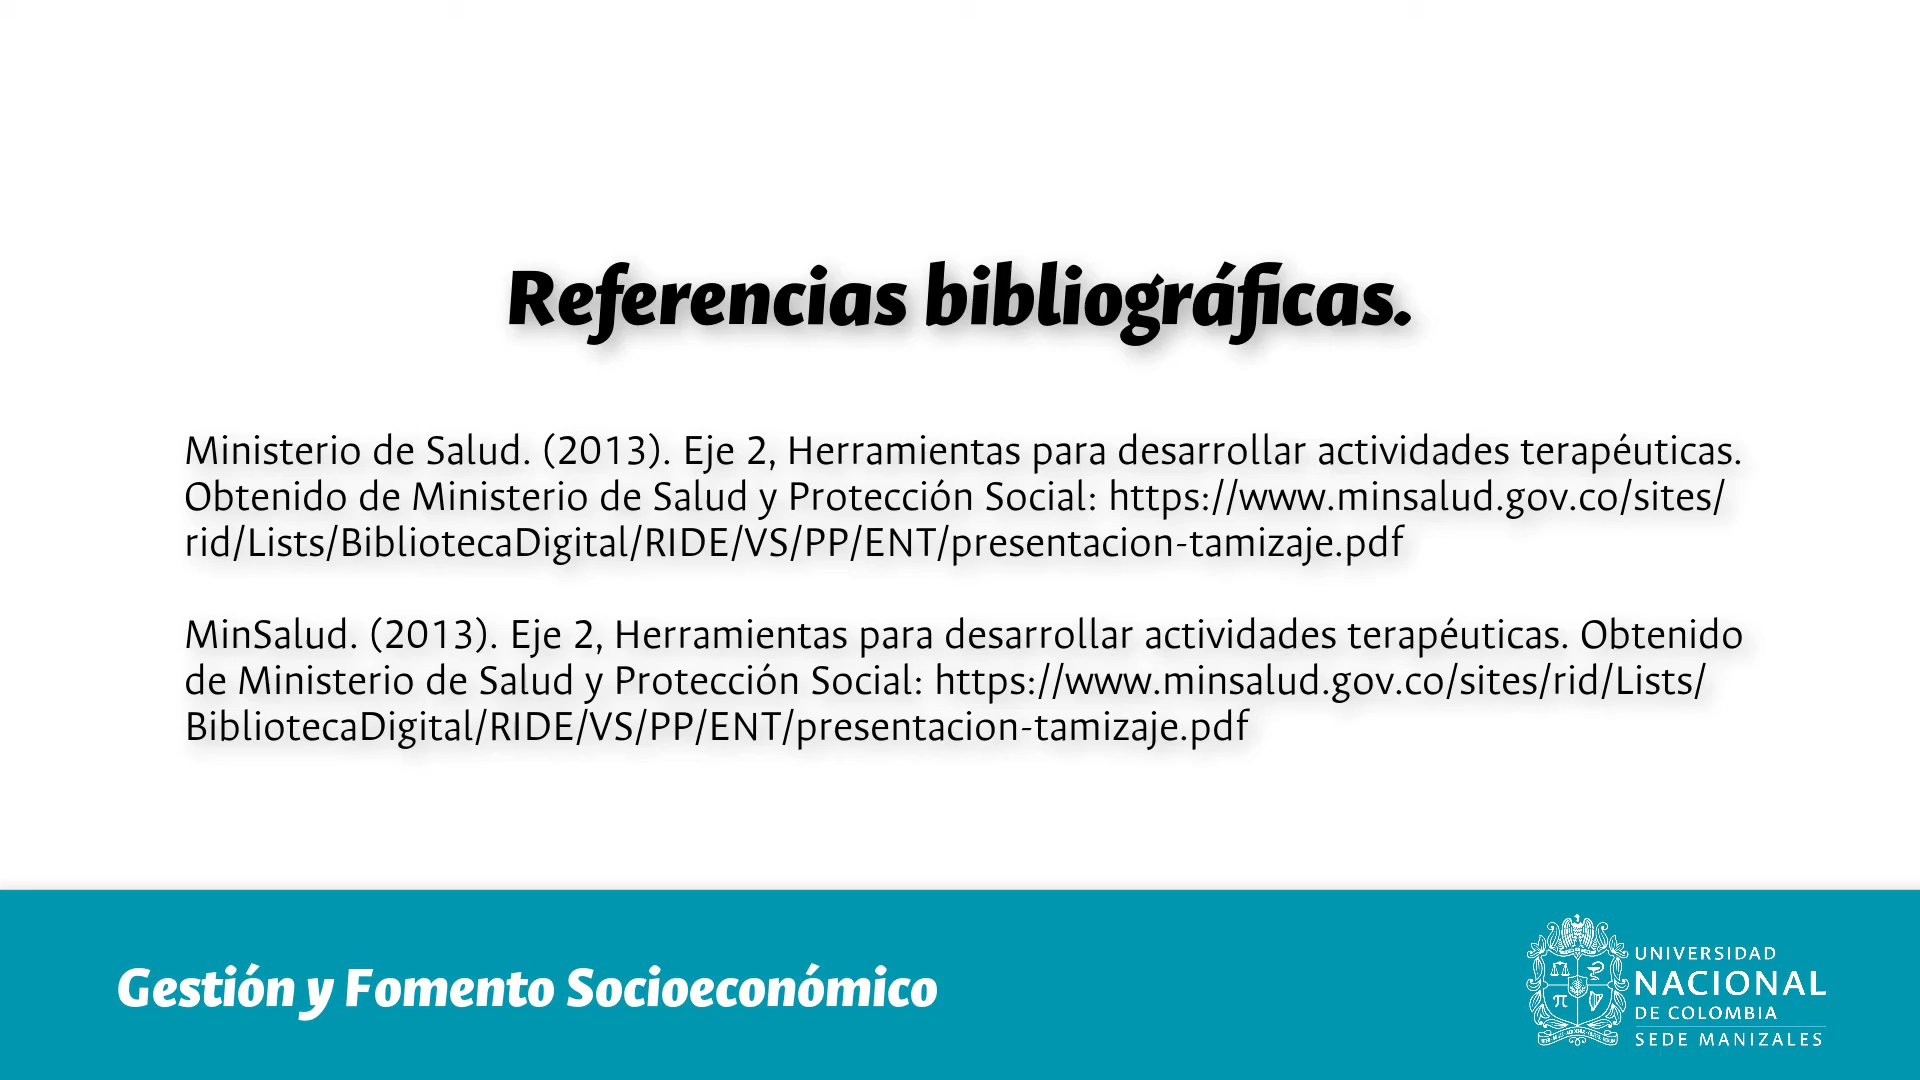 Referencias bibliográficas.
Ministerio de Salud. (2013). Eje 2, Herramientas para desarrollar actividades terapéuticas.
Obtenido de Ministerio de Salud y Protección Social: https://www.minsalud.gov.co/sites/
rid/Lists/BibliotecaDigital/RIDE/VS/PP/ENT/presentacion-tamizaje.pdf
MinSalud. (2013). Eje 2, Herramientas para desarrollar actividades terapéuticas. Obtenido
de Ministerio de Salud y Protección Social: https://www.minsalud.gov.co/sites/rid/Lists/
BibliotecaDigital/RIDE/VS/PP/ENT/presentacion-tamizaje.pdf
Gestión y Fomento Socioeconómico
UNIVERSIDAD
NACIONAL
DE COLOMBIA
SEDE MANIZALES